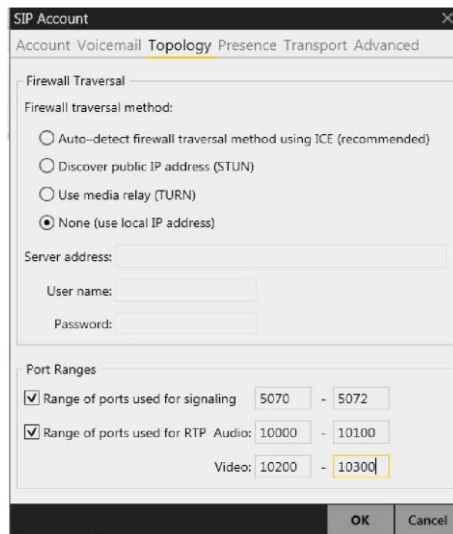 SIP Account
Account Voicemail Topology Presence Transport Advanced
Firewall Traversal
Firewall traversal method:
Auto-detect firewall traversal method using ICE (recommended)
Discover public IP address (STUN)
Use media relay (TURN)
None (use local IP address)
Server address:
User name:
Password:
Port Ranges
Range of ports used for signaling 5070 - 5072
Range of ports used for RTP Audio: 10000 - 10100
Video: 10200 - 10300
OK Cancel